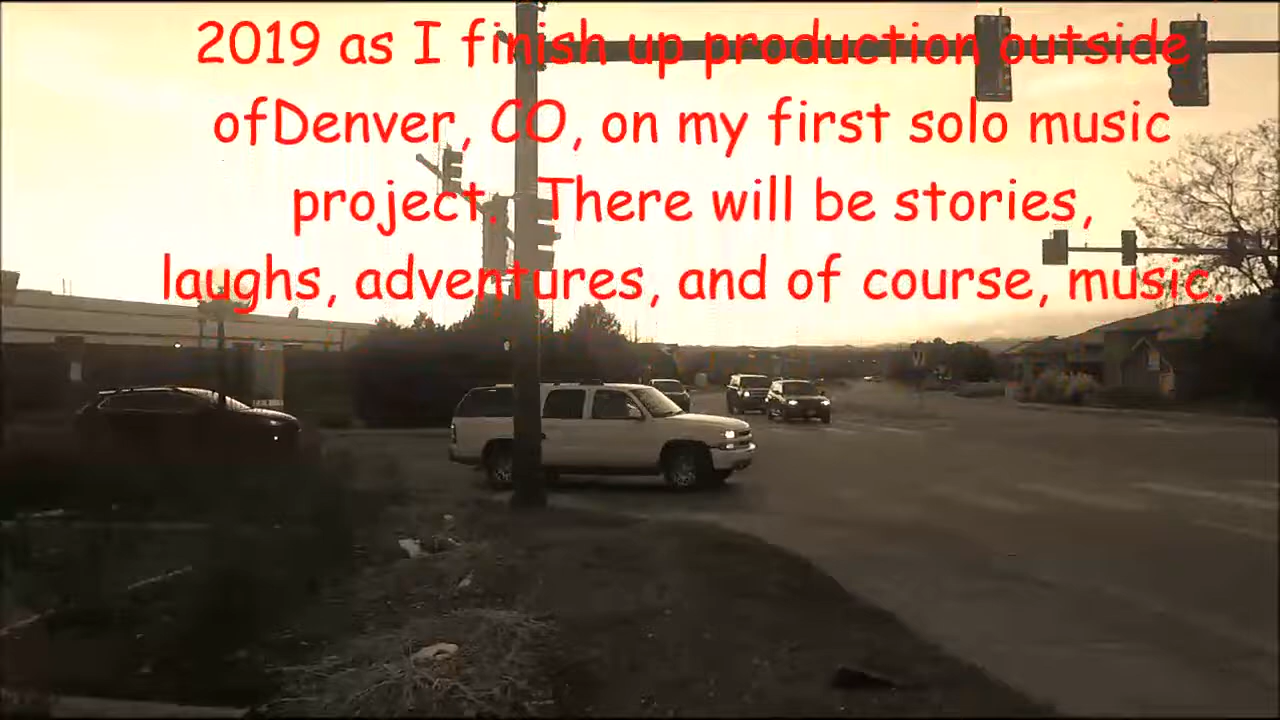 2019 as I finish up production outside
ofDenver, CO, on my first solo music
project.  There will be stories,
laughs, adventures, and of course, music.